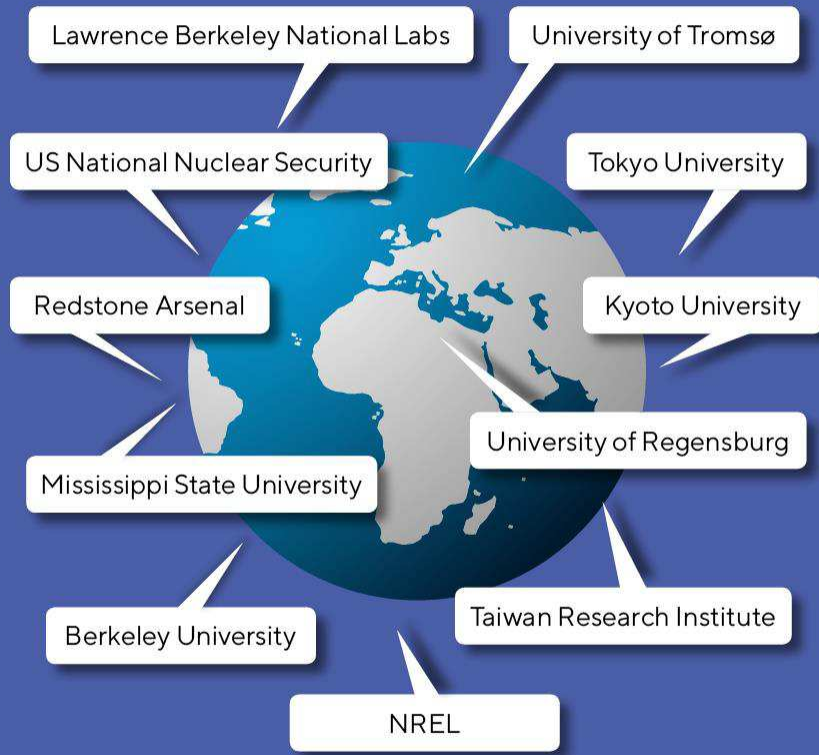 Lawrence Berkeley National Labs
University of Tromsø
US National Nuclear Security
Tokyo University
Redstone Arsenal
Kyoto University
University of Regensburg
Mississippi State University
Taiwan Research Institute
Berkeley University
NREL